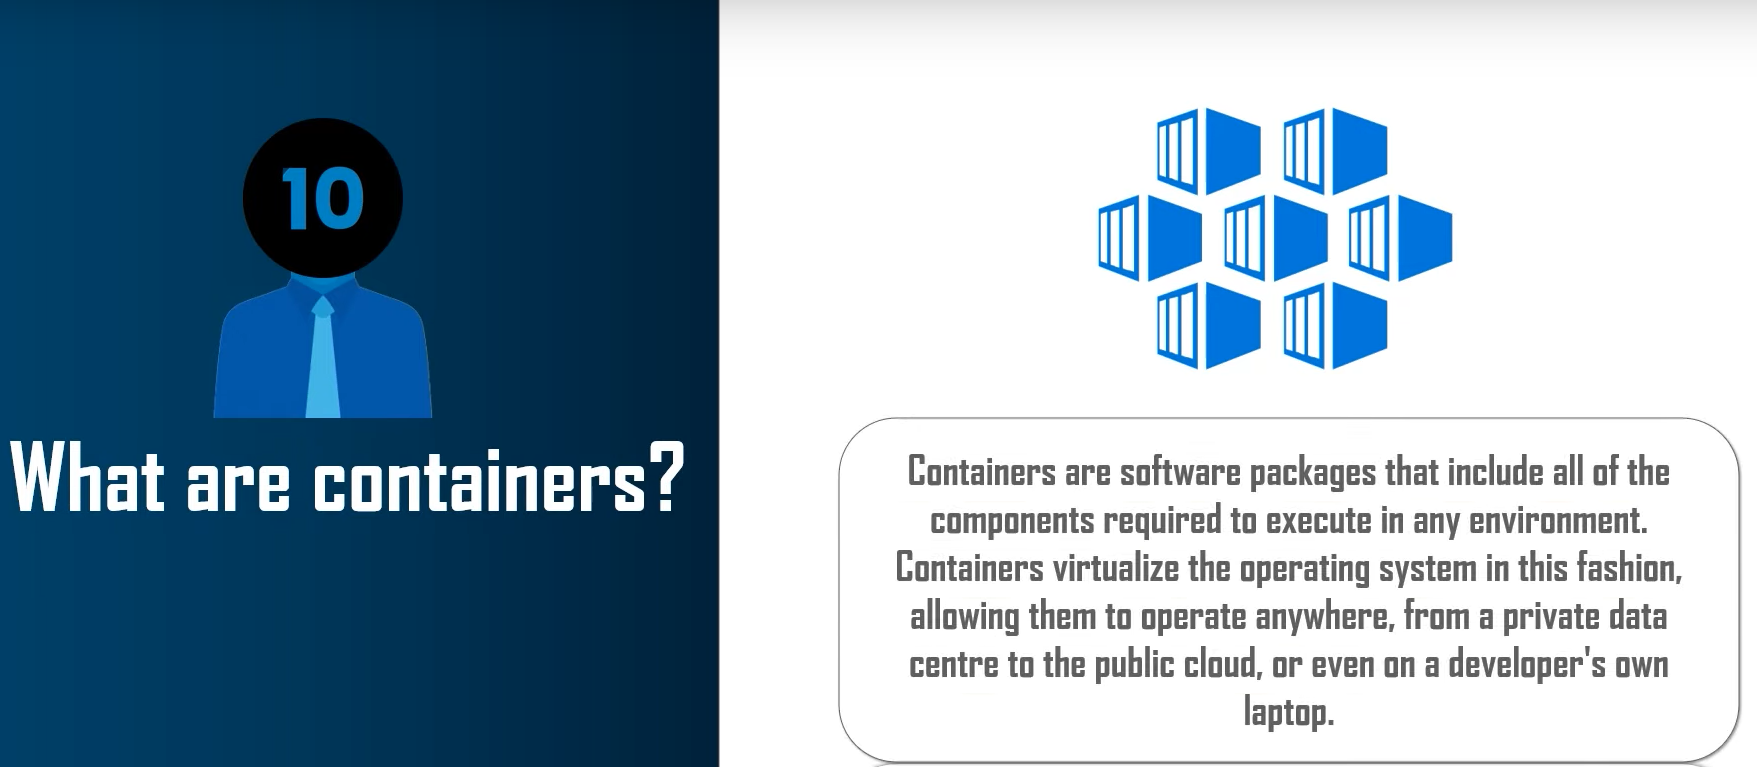 10
What are containers?
Containers are software packages that include all of the
components required to execute in any environment.
Containers virtualize the operating system in this fashion,
allowing them to operate anywhere, from a private data
centre to the public cloud, or even on a developer's own
laptop.